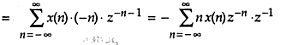 = \sum_{n=-\infty}^{\infty} x(n) \cdot (-n) \cdot z^{-n-1} = - \sum_{n=-\infty}^{\infty} n x(n) z^{-n} \cdot z^{-1}